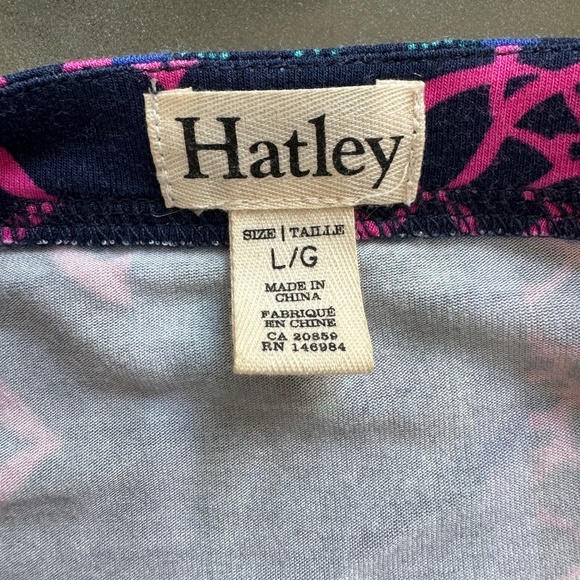 Hatley
SIZE | TAILLE
L/G
MADE IN
CHINA
FABRIQUÉ
EN CHINE
CA 20859
RN 146984